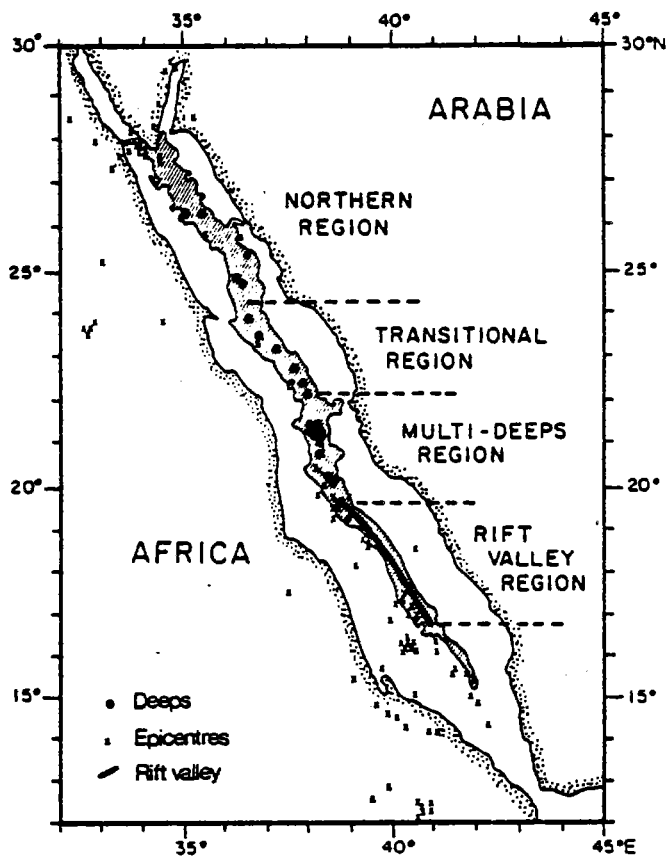 35° 40° 45°
30° 30°N
ARABIA
NORTHERN
REGION
25° 25°
TRANSITIONAL
REGION
MULTI-DEEPS
REGION
20° 20°
RIFT
VALLEY
REGION
AFRICA
15° 15°
Deeps
Epicentres
Rift valley
35° 40° 45°E